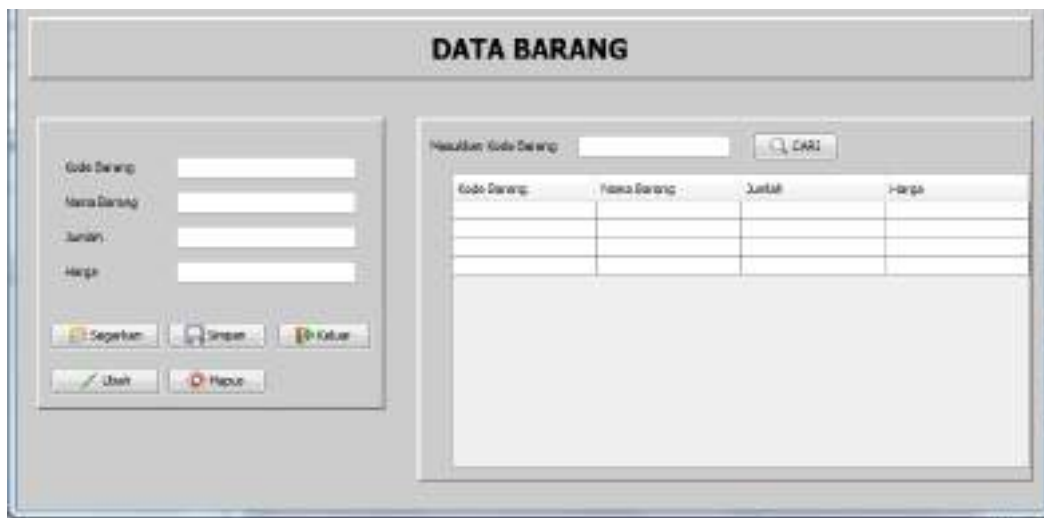 DATA BARANG
Kode Barang
Nama Barang
Jumlah
Harga
Segarkan Simpan Keluar
Ubah Hapus
Masukkan Kode Barang CARI
Kode Barang Nama Barang Jumlah Harga